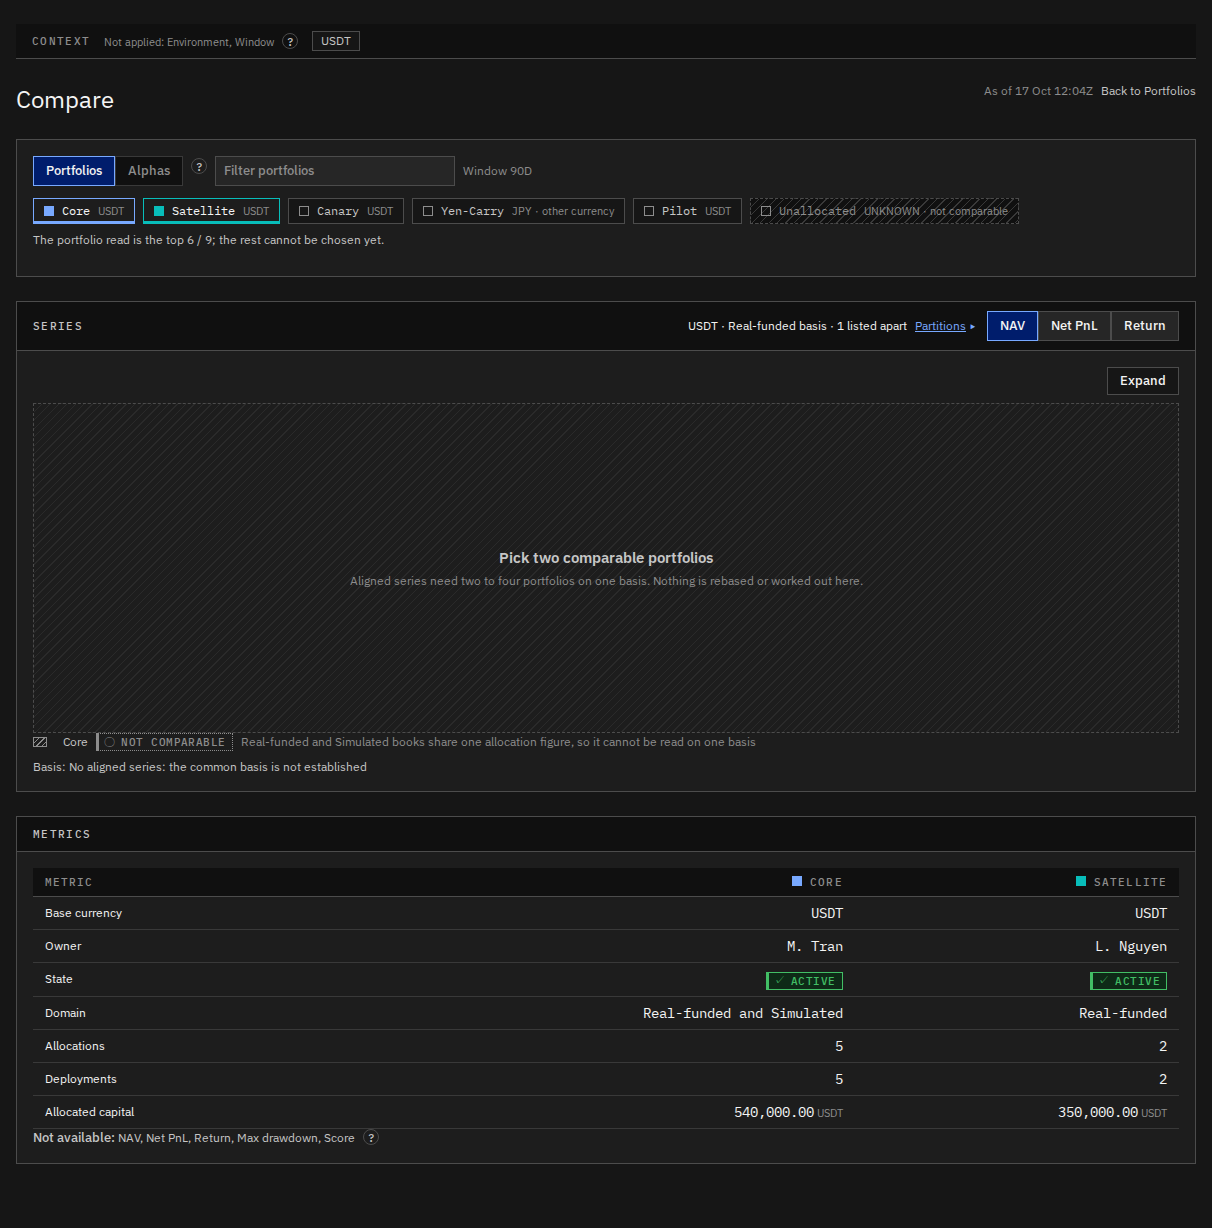 CONTEXT Not applied: Environment, Window ? USDT
Compare
As of 17 Oct 12:04Z Back to Portfolios
Portfolios Alphas ? Filter portfolios Window 90D
Core USDT Satellite USDT Canary USDT Yen-Carry JPY · other currency Pilot USDT Unallocated UNKNOWN · not comparable
The portfolio read is the top 6 / 9; the rest cannot be chosen yet.
SERIES USDT · Real-funded basis · 1 listed apart Partitions ▸ NAV Net PnL Return
Expand
Pick two comparable portfolios
Aligned series need two to four portfolios on one basis. Nothing is rebased or worked out here.
Core NOT COMPARABLE Real-funded and Simulated books share one allocation figure, so it cannot be read on one basis
Basis: No aligned series: the common basis is not established
METRICS
METRIC CORE SATELLITE
Base currency USDT USDT
Owner M. Tran L. Nguyen
State ✓ ACTIVE ✓ ACTIVE
Domain Real-funded and Simulated Real-funded
Allocations 5 2
Deployments 5 2
Allocated capital 540,000.00 USDT 350,000.00 USDT
Not available: NAV, Net PnL, Return, Max drawdown, Score ?